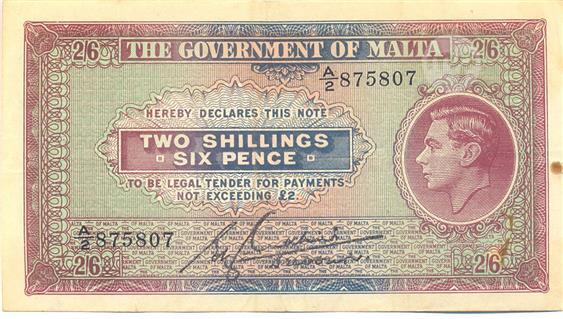 2/6 THE GOVERNMENT OF MALTA 2/6
A/2 875807
HEREBY DECLARES THIS NOTE
TWO SHILLINGS
SIX PENCE
TO BE LEGAL TENDER FOR PAYMENTS
NOT EXCEEDING £2.
A/2 875807
2/6 2/6